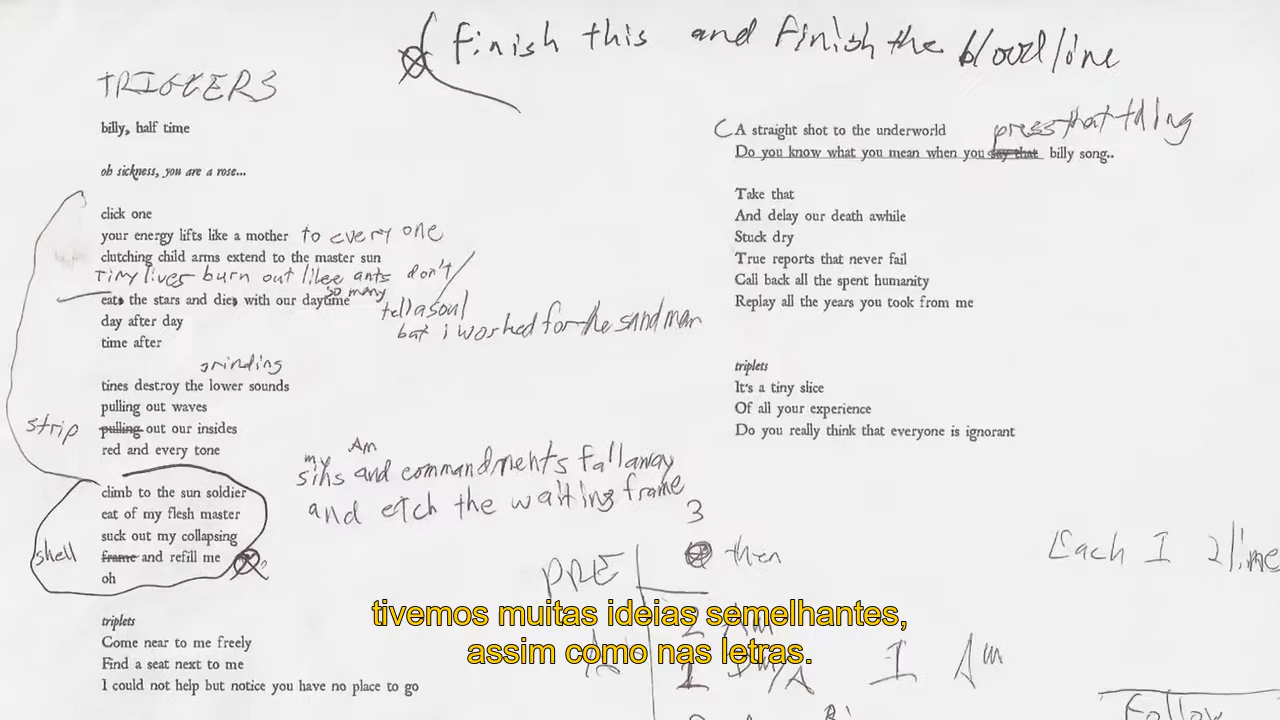 finish this and finish the bloodline
TRIGGERS
billy, half time
oh sickness, you are a rose...
click one
your energy lifts like a mother to every one
clutching child arms extend to the master sun
Tiny lives burn out like ants don't/
eats the stars and dies with our daytime
so many
tell a soul
but i worked for the sandman
day after day
time after
grinding
tines destroy the lower sounds
pulling out waves
strip pulling out our insides
red and every tone
my Am
sins and commandments fall away
and etch the waiting frame
3
climb to the sun soldier
eat of my flesh master
suck out my collapsing
shell frame and refill me
oh
triplets
Come near to me freely
Find a seat next to me
I could not help but notice you have no place to go
A straight shot to the underworld
press that thing
Do you know what you mean when you say that billy song..
Take that
And delay our death awhile
Stuck dry
True reports that never fail
Call back all the spent humanity
Replay all the years you took from me
triplets
It's a tiny slice
Of all your experience
Do you really think that everyone is ignorant
PRE
then
Each I 2 lime
2 Am
1 Dm/A
I Am
Follow
tivemos muitas ideias semelhantes,
assim como nas letras.